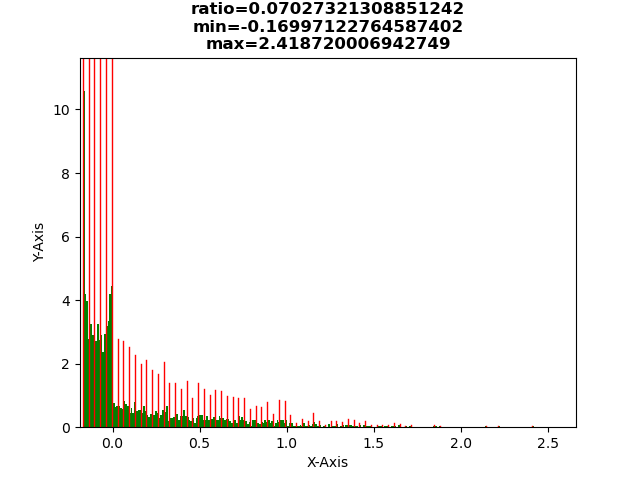 ratio=0.07027321308851242
min=-0.16997122764587402
max=2.418720006942749
10
8
6
4
2
0
Y-Axis
0.0 0.5 1.0 1.5 2.0 2.5
X-Axis